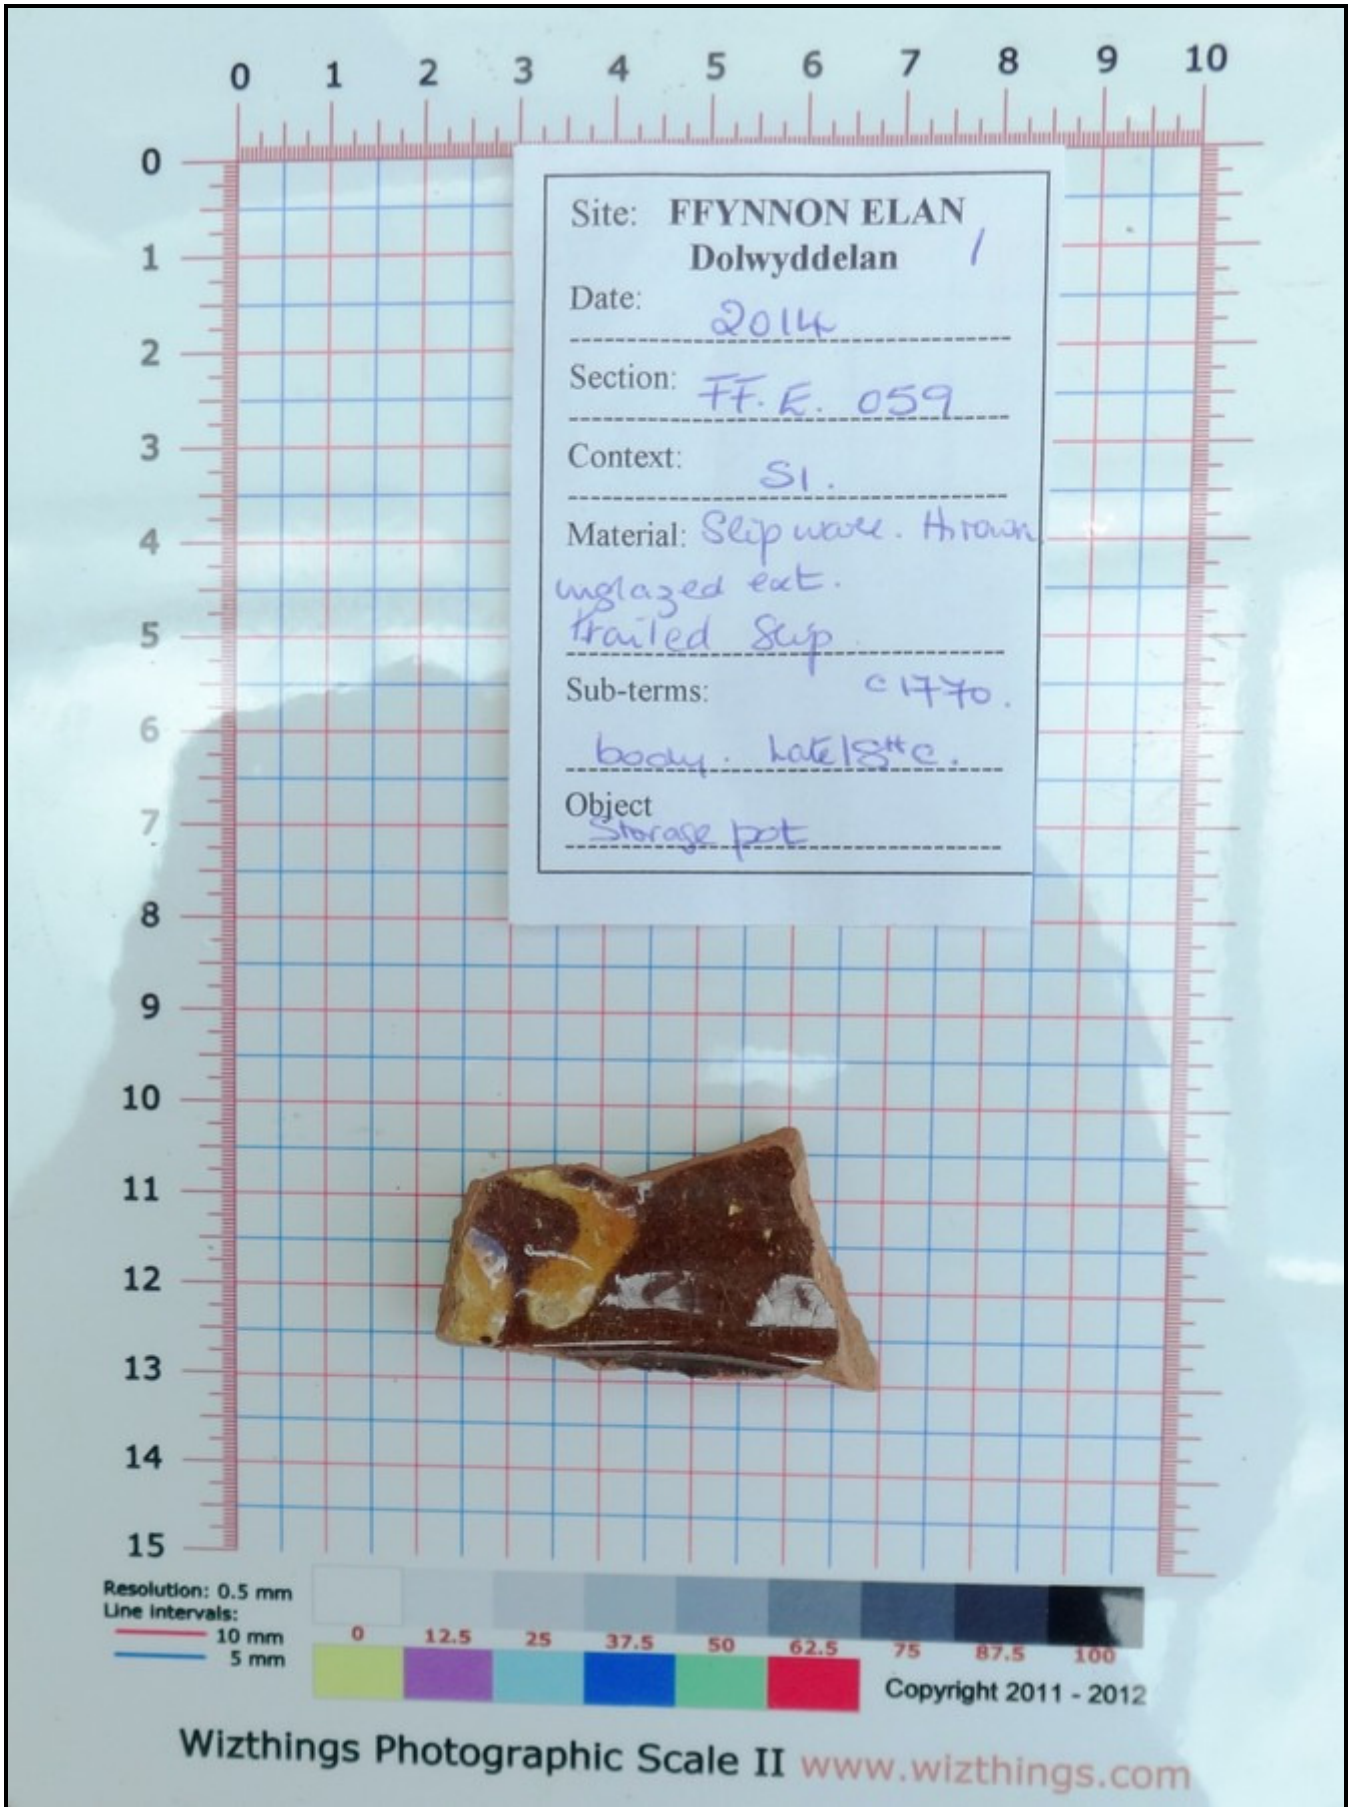 0 1 2 3 4 5 6 7 8 9 10
0
1
2
3
4
5
6
7
8
9
10
11
12
13
14
15
Site: FFYNNON ELAN
Dolwyddelan 1
Date: 2014
Section: FF. E. 059
Context: S1.
Material: Slip ware. Thrown
unglazed ext.
trailed Slip
Sub-terms: c1770.
body. Late 18th c.
Object
Storage pot
Resolution: 0.5 mm
Line intervals:
10 mm
5 mm
0 12.5 25 37.5 50 62.5 75 87.5 100
Copyright 2011 - 2012
Wizthings Photographic Scale II www.wizthings.com